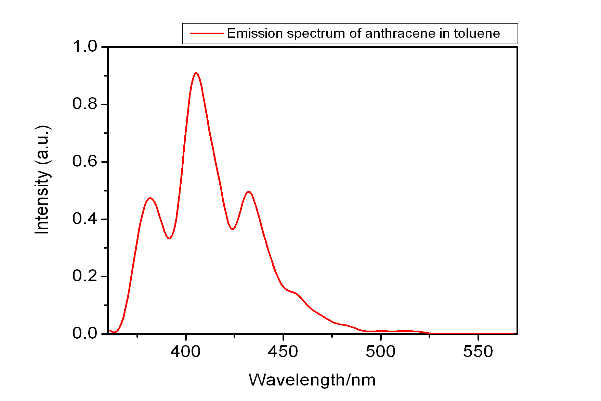 Emission spectrum of anthracene in toluene
1.0
0.8
0.6
0.4
0.2
0.0
Intensity (a.u.)
400 450 500 550
Wavelength/nm